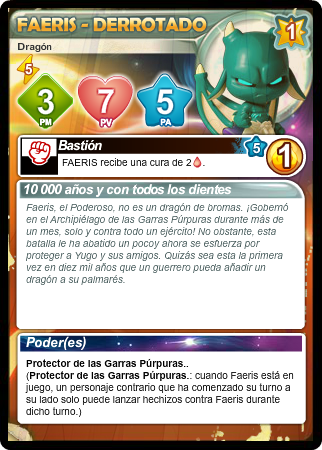 FAERIS - DERROTADO
1
Dragón
5
3
PM
7
PV
5
PA
Bastión
5
FAERIS recibe una cura de 2.
1
10 000 años y con todos los dientes
Faeris, el Poderoso, no es un dragón de bromas. ¡Gobernó
en el Archipiélago de las Garras Púrpuras durante más de
un mes, solo y contra todo un ejército! No obstante, esta
batalla le ha abatido un pocoy ahora se esfuerza por
proteger a Yugo y sus amigos. Quizás sea esta la primera
vez en diez mil años que un guerrero pueda añadir un
dragón a su palmarés.
Poder(es)
Protector de las Garras Púrpuras..
(Protector de las Garras Púrpuras.: cuando Faeris está en
juego, un personaje contrario que ha comenzado su turno a
su lado solo puede lanzar hechizos contra Faeris durante
dicho turno.)